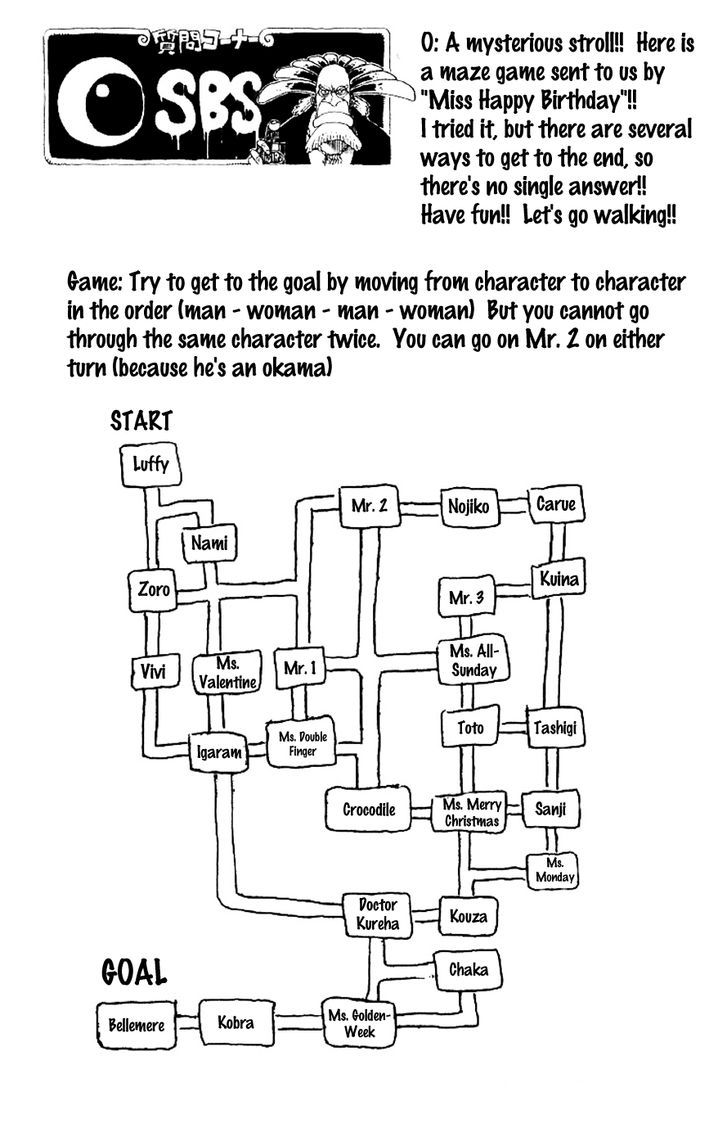 質問コーナー
SBS
O: A mysterious stroll!! Here is
a maze game sent to us by
"Miss Happy Birthday"!!
I tried it, but there are several
ways to get to the end, so
there's no single answer!!
Have fun!! Let's go walking!!
Game: Try to get to the goal by moving from character to character
in the order (man - woman - man - woman) But you cannot go
through the same character twice. You can go on Mr. 2 on either
turn (because he's an okama)
START
Luffy
Mr. 2
Nojiko
Carue
Nami
Zoro
Mr. 3
Kuina
Vivi
Ms.
Valentine
Mr. 1
Ms. All-
Sunday
Igaram
Ms. Double
Finger
Toto
Tashigi
Crocodile
Ms. Merry
Christmas
Sanji
Ms.
Monday
Doctor
Kureha
Kouza
Chaka
GOAL
Bellemere
Kobra
Ms. Golden-
Week